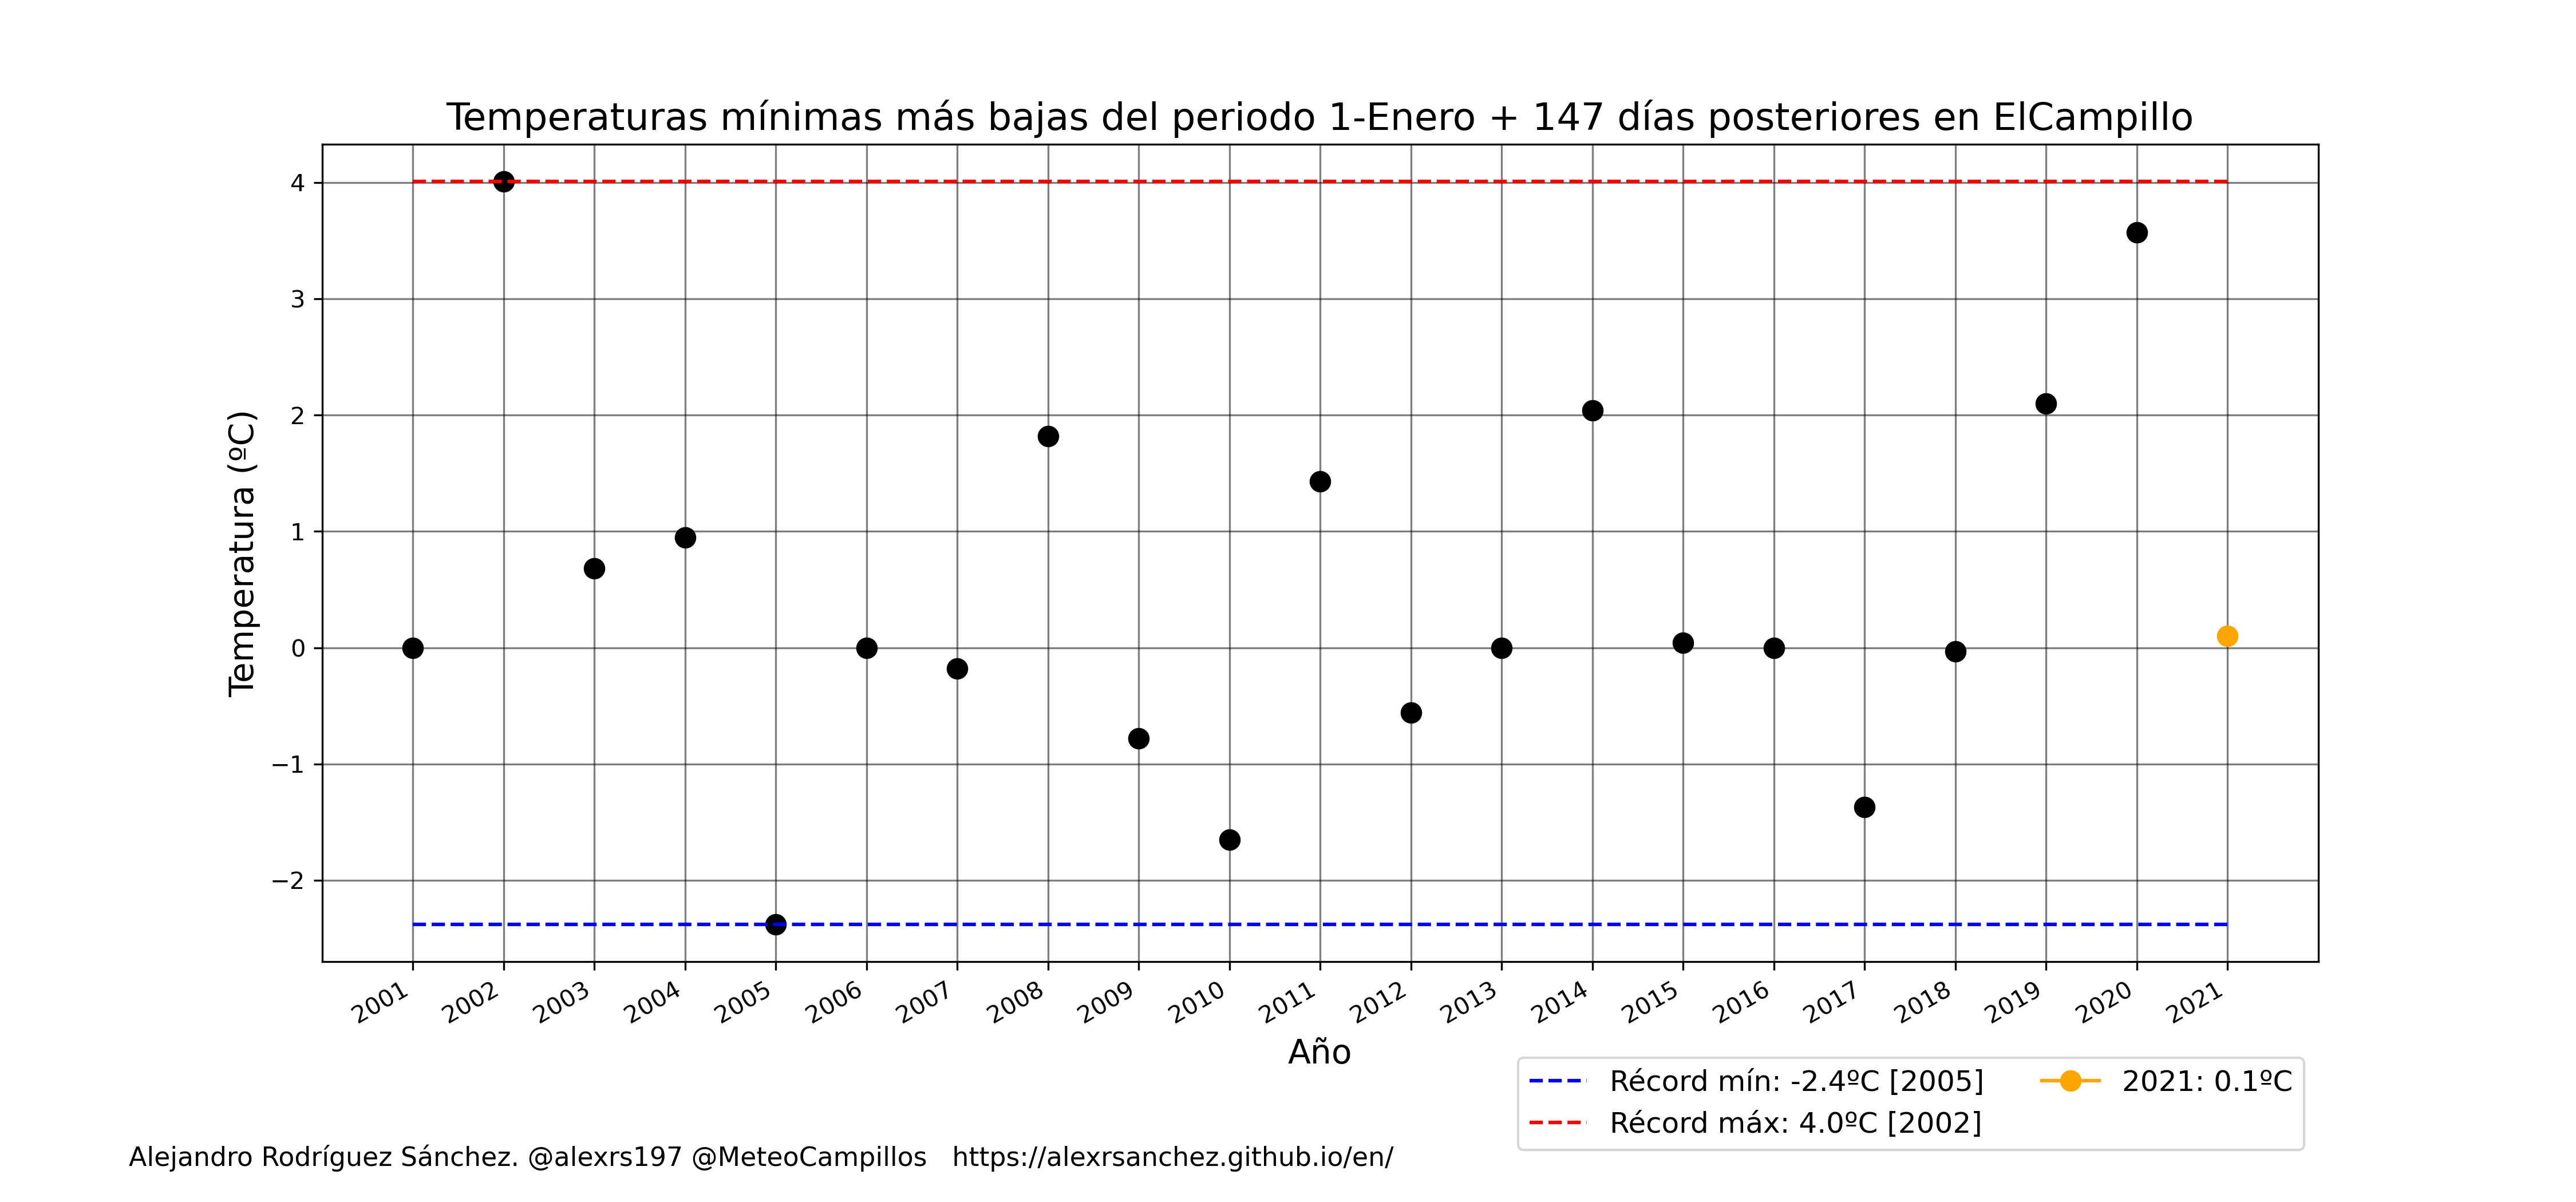 Temperaturas mínimas más bajas del periodo 1-Enero + 147 días posteriores en ElCampillo
Temperatura (ºC)
4
3
2
1
0
−1
−2
2001 2002 2003 2004 2005 2006 2007 2008 2009 2010 2011 2012 2013 2014 2015 2016 2017 2018 2019 2020 2021
Año
Récord mín: -2.4ºC [2005]
Récord máx: 4.0ºC [2002]
2021: 0.1ºC
Alejandro Rodríguez Sánchez. @alexrs197 @MeteoCampillos   https://alexrsanchez.github.io/en/